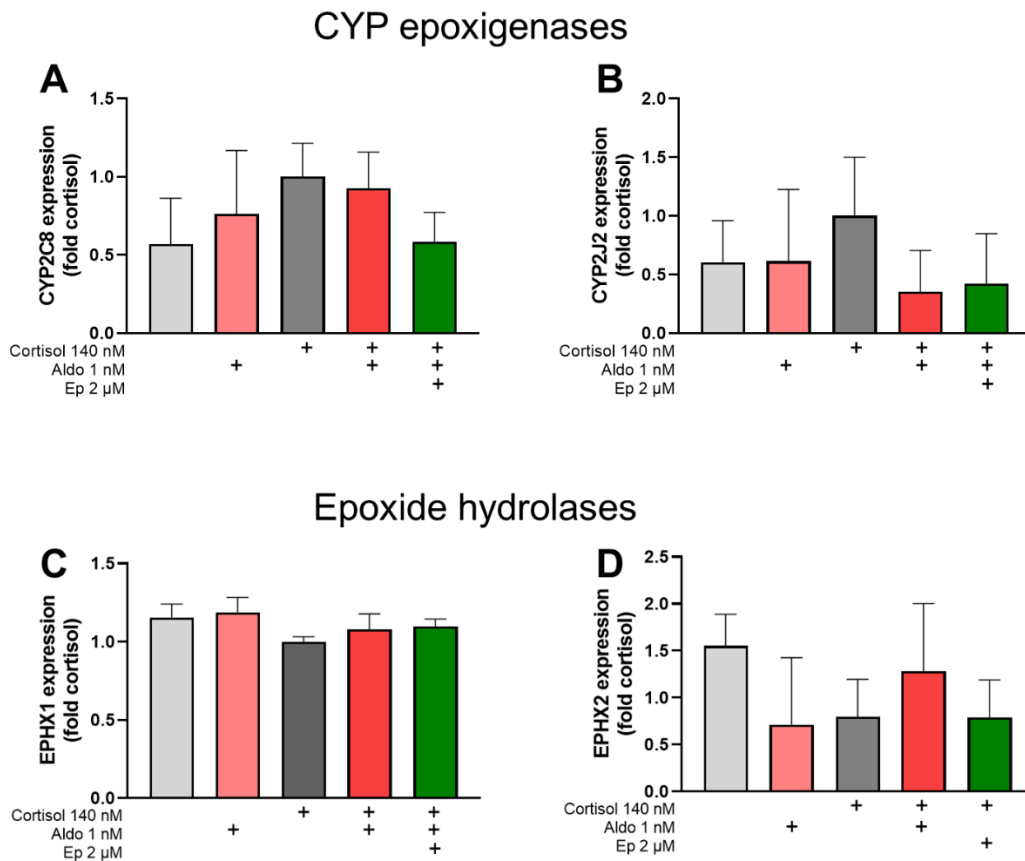 CYP epoxigenases
A
CYP2C8 expression
(fold cortisol)
1.5
1.0
0.5
0.0
Cortisol 140 nM + + +
Aldo 1 nM + + +
Ep 2 µM +
B
CYP2J2 expression
(fold cortisol)
2.0
1.5
1.0
0.5
0.0
Cortisol 140 nM + + +
Aldo 1 nM + + +
Ep 2 µM +
Epoxide hydrolases
C
EPHX1 expression
(fold cortisol)
1.5
1.0
0.5
0.0
Cortisol 140 nM + + +
Aldo 1 nM + + +
Ep 2 µM +
D
EPHX2 expression
(fold cortisol)
2.5
2.0
1.5
1.0
0.5
0.0
Cortisol 140 nM + + +
Aldo 1 nM + +
Ep 2 µM +